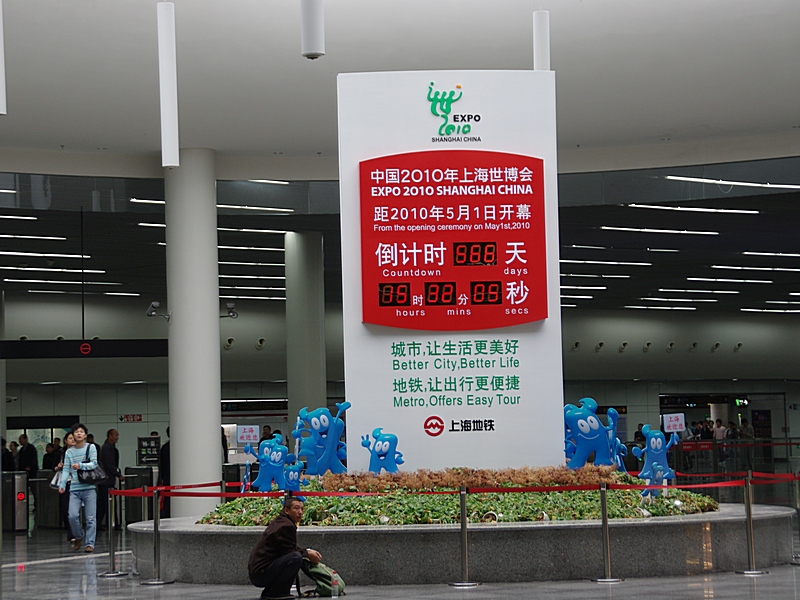 EXPO
2010
SHANGHAI CHINA
中国2010年上海世博会
EXPO 2010 SHANGHAI CHINA
距2010年5月1日开幕
From the opening ceremony on May1st,2010
倒计时 天
Countdown days
时 分 秒
hours mins secs
城市,让生活更美好
Better City,Better Life
地铁,让出行更便捷
Metro,Offers Easy Tour
上海地铁